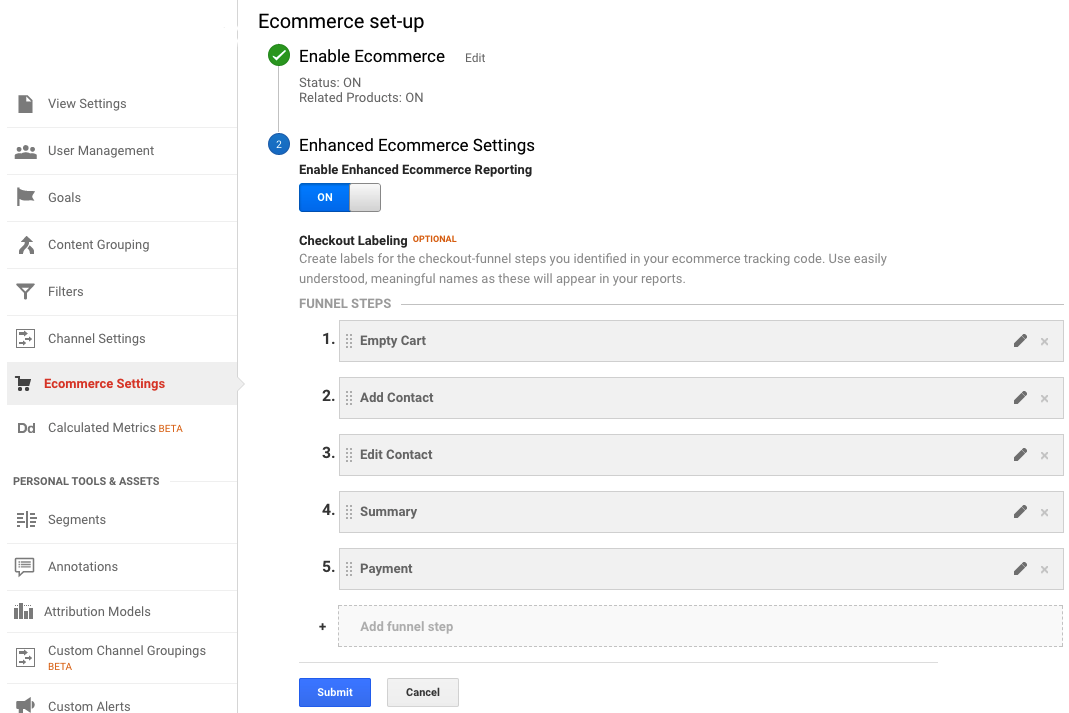 Ecommerce set-up
Enable Ecommerce Edit
Status: ON
Related Products: ON
2 Enhanced Ecommerce Settings
Enable Enhanced Ecommerce Reporting
ON
Checkout Labeling OPTIONAL
Create labels for the checkout-funnel steps you identified in your ecommerce tracking code. Use easily
understood, meaningful names as these will appear in your reports.
FUNNEL STEPS
1. Empty Cart
2. Add Contact
3. Edit Contact
4. Summary
5. Payment
+ Add funnel step
Submit Cancel
View Settings
User Management
Goals
Content Grouping
Filters
Channel Settings
Ecommerce Settings
Dd Calculated Metrics BETA
PERSONAL TOOLS & ASSETS
Segments
Annotations
Attribution Models
Custom Channel Groupings
BETA
Custom Alerts